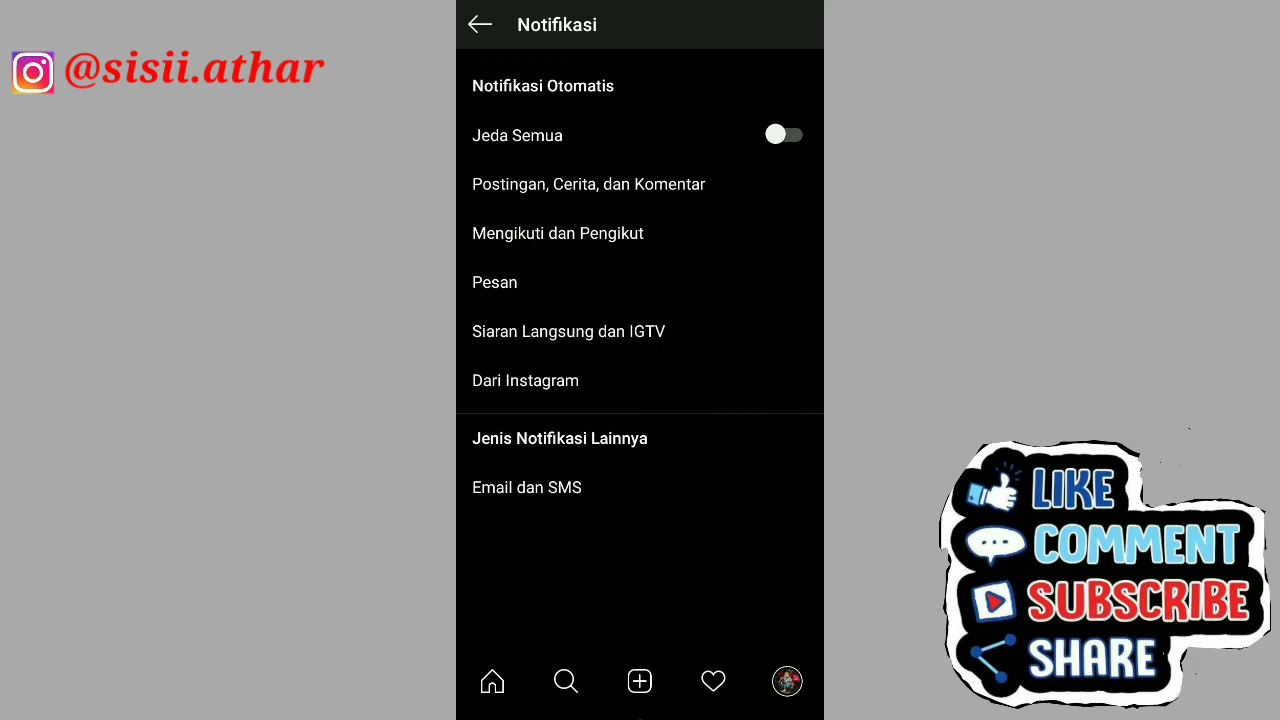 @sisii.athar
Notifikasi
Notifikasi Otomatis
Jeda Semua
Postingan, Cerita, dan Komentar
Mengikuti dan Pengikut
Pesan
Siaran Langsung dan IGTV
Dari Instagram
Jenis Notifikasi Lainnya
Email dan SMS
LIKE
COMMENT
SUBSCRIBE
SHARE